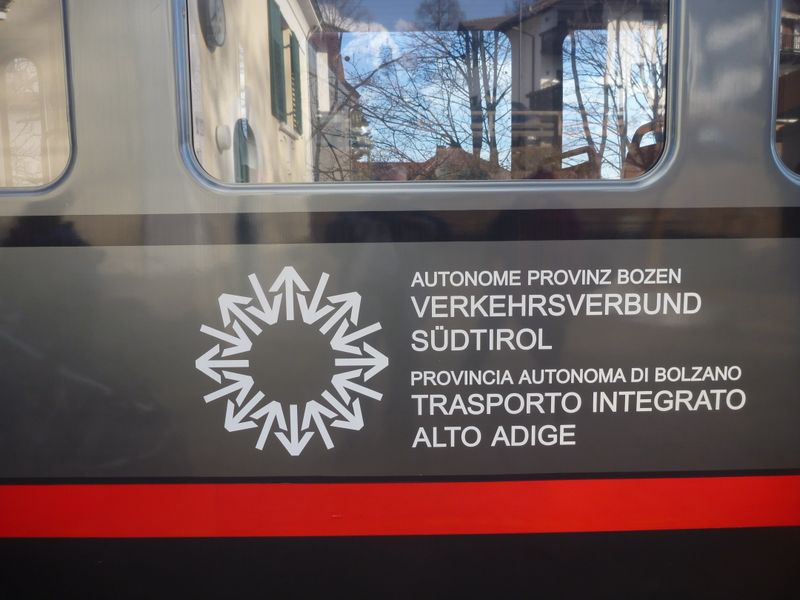 AUTONOME PROVINZ BOZEN
VERKEHRSVERBUND
SÜDTIROL
PROVINCIA AUTONOMA DI BOLZANO
TRASPORTO INTEGRATO
ALTO ADIGE